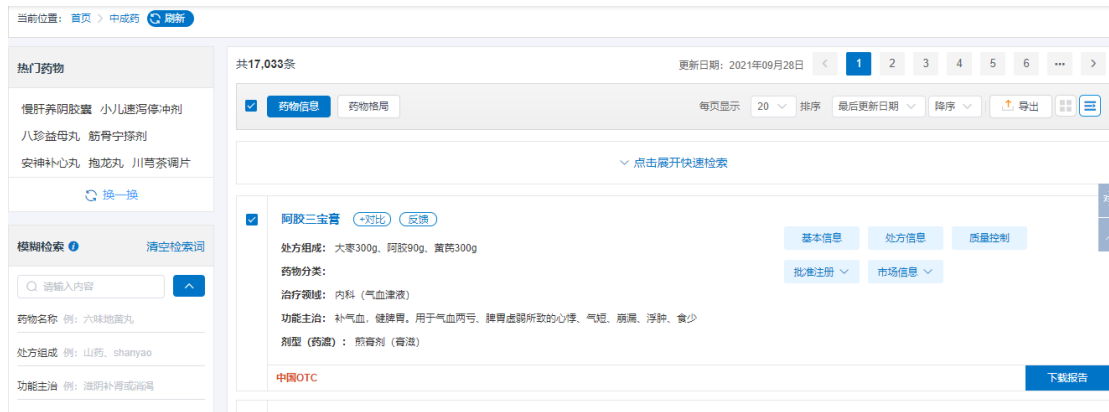 当前位置： 首页 > 中成药 刷新
热门药物
慢肝养阴胶囊 小儿速泻停冲剂
八珍益母丸 筋骨宁搽剂
安神补心丸 抱龙丸 川芎茶调片
换一换
模糊检索
清空检索词
请输入内容
药物名称 例：六味地黄丸
处方组成 例：山药、shanyao
功能主治 例：滋阴补肾或消渴
共17,033条
更新日期：2021年09月28日 < 1 2 3 4 5 6 ••• >
药物信息 药物格局
每页显示 20 排序 最后更新日期 降序 导出
点击展开快速检索
阿胶三宝膏 +对比 反馈
处方组成： 大枣300g、阿胶90g、黄芪300g
药物分类：
治疗领域： 内科（气血津液）
功能主治： 补气血，健脾胃。用于气血两亏、脾胃虚弱所致的心悸、气短、崩漏、浮肿、食少
剂型（药渡）： 煎膏剂（膏滋）
基本信息 处方信息 质量控制
批准注册 市场信息
中国OTC
下载报告